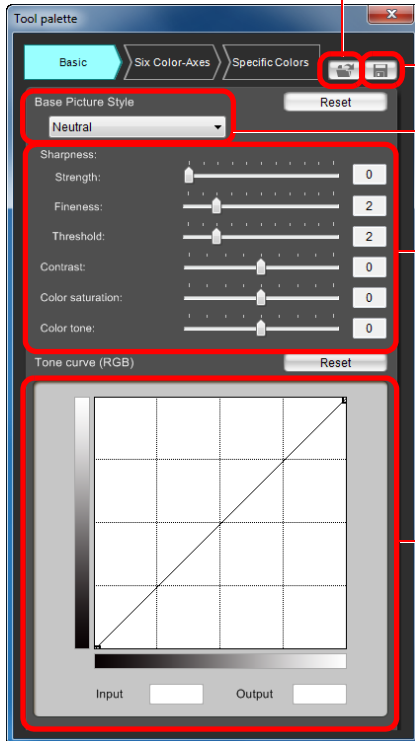 Tool palette
Basic Six Color-Axes Specific Colors
Base Picture Style Reset
Neutral
Sharpness:
Strength: 0
Fineness: 2
Threshold: 2
Contrast: 0
Color saturation: 0
Color tone: 0
Tone curve (RGB) Reset
Input Output